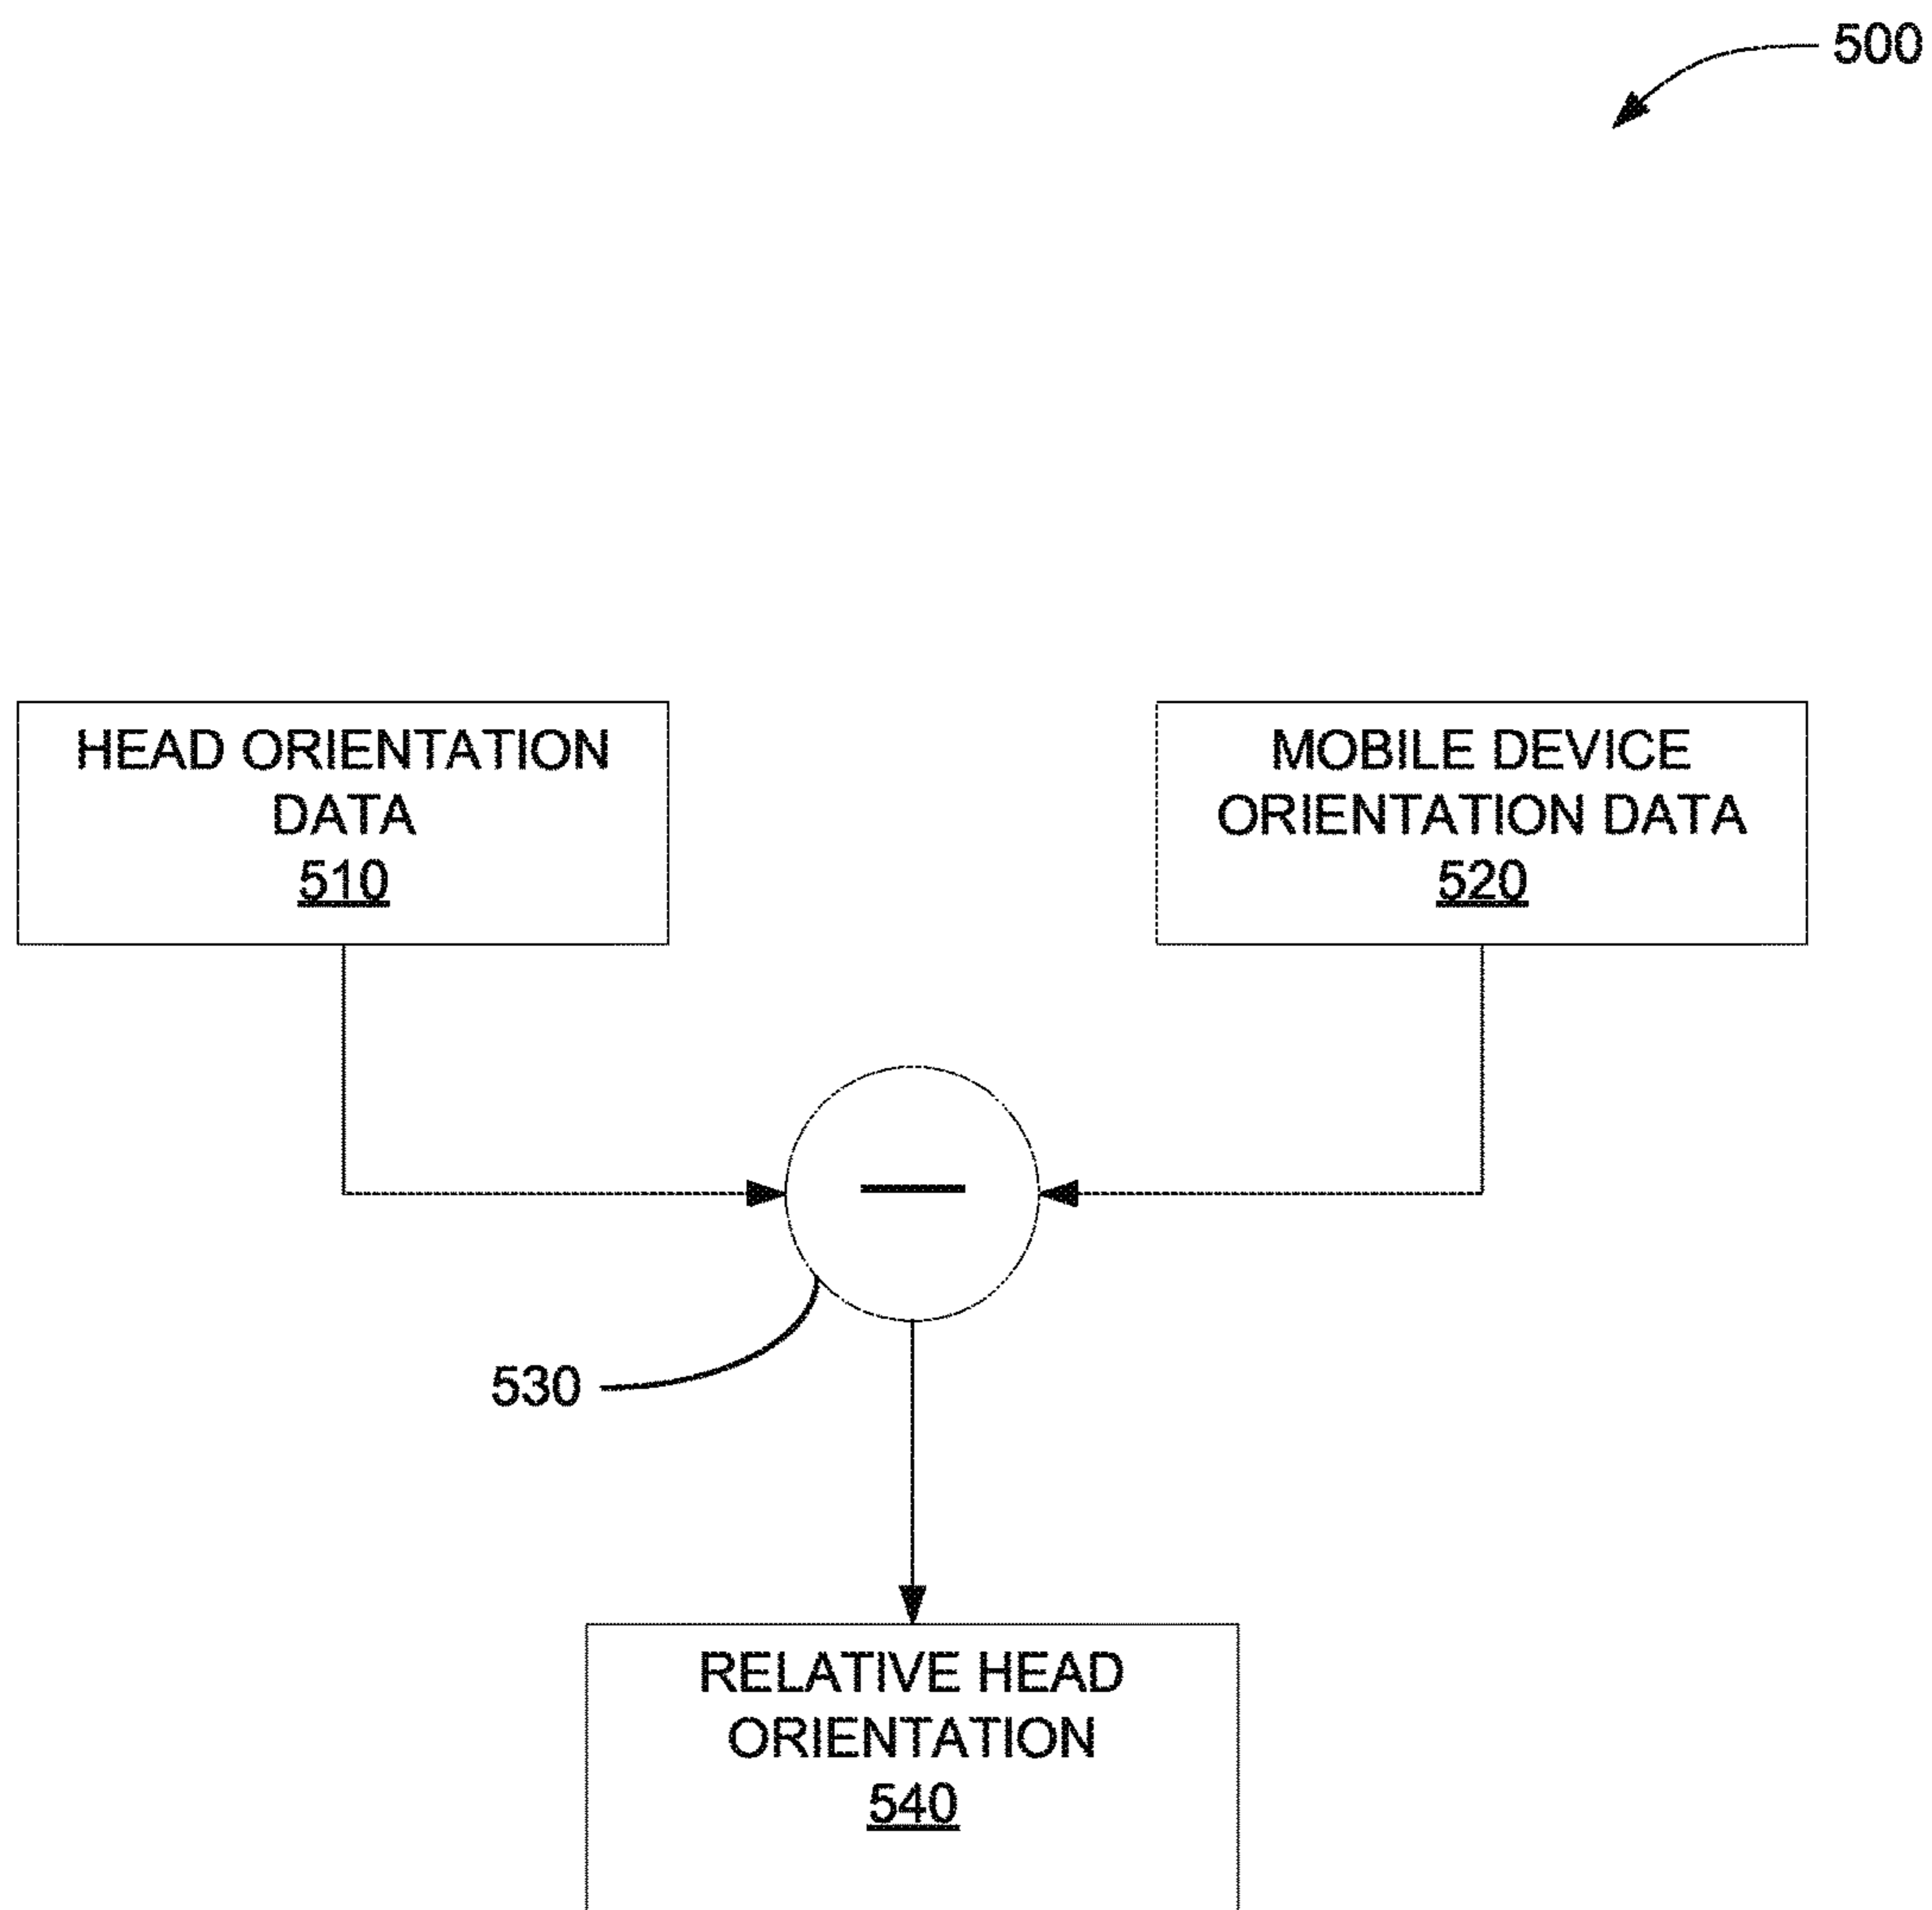 500
HEAD ORIENTATION
DATA
510
MOBILE DEVICE
ORIENTATION DATA
520
530
RELATIVE HEAD
ORIENTATION
540